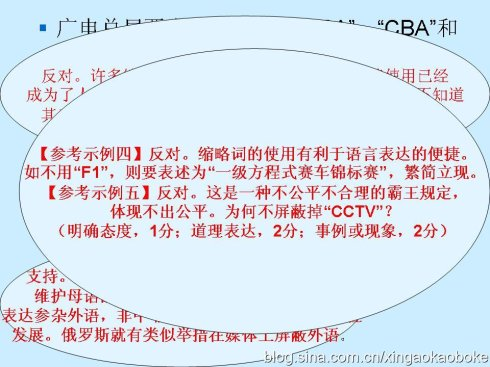 广电总局
“CBA”和
反对。许多
使用已经
成为了
不知道
【参考示例四】反对。缩略词的使用有利于语言表达的便捷。
如不用“F1”，则要表述为“一级方程式赛车锦标赛”，繁简立现。
【参考示例五】反对。这是一种不公平不合理的霸王规定，
体现不出公平。为何不屏蔽掉“CCTV”？
（明确态度，1分；道理表达，2分；事例或现象，2分）
支持。
维护母语
表达参杂外语，非
发展。俄罗斯就有类似举措在媒体上屏蔽外语。
blog.sina.com.cn/xingaokaoboke